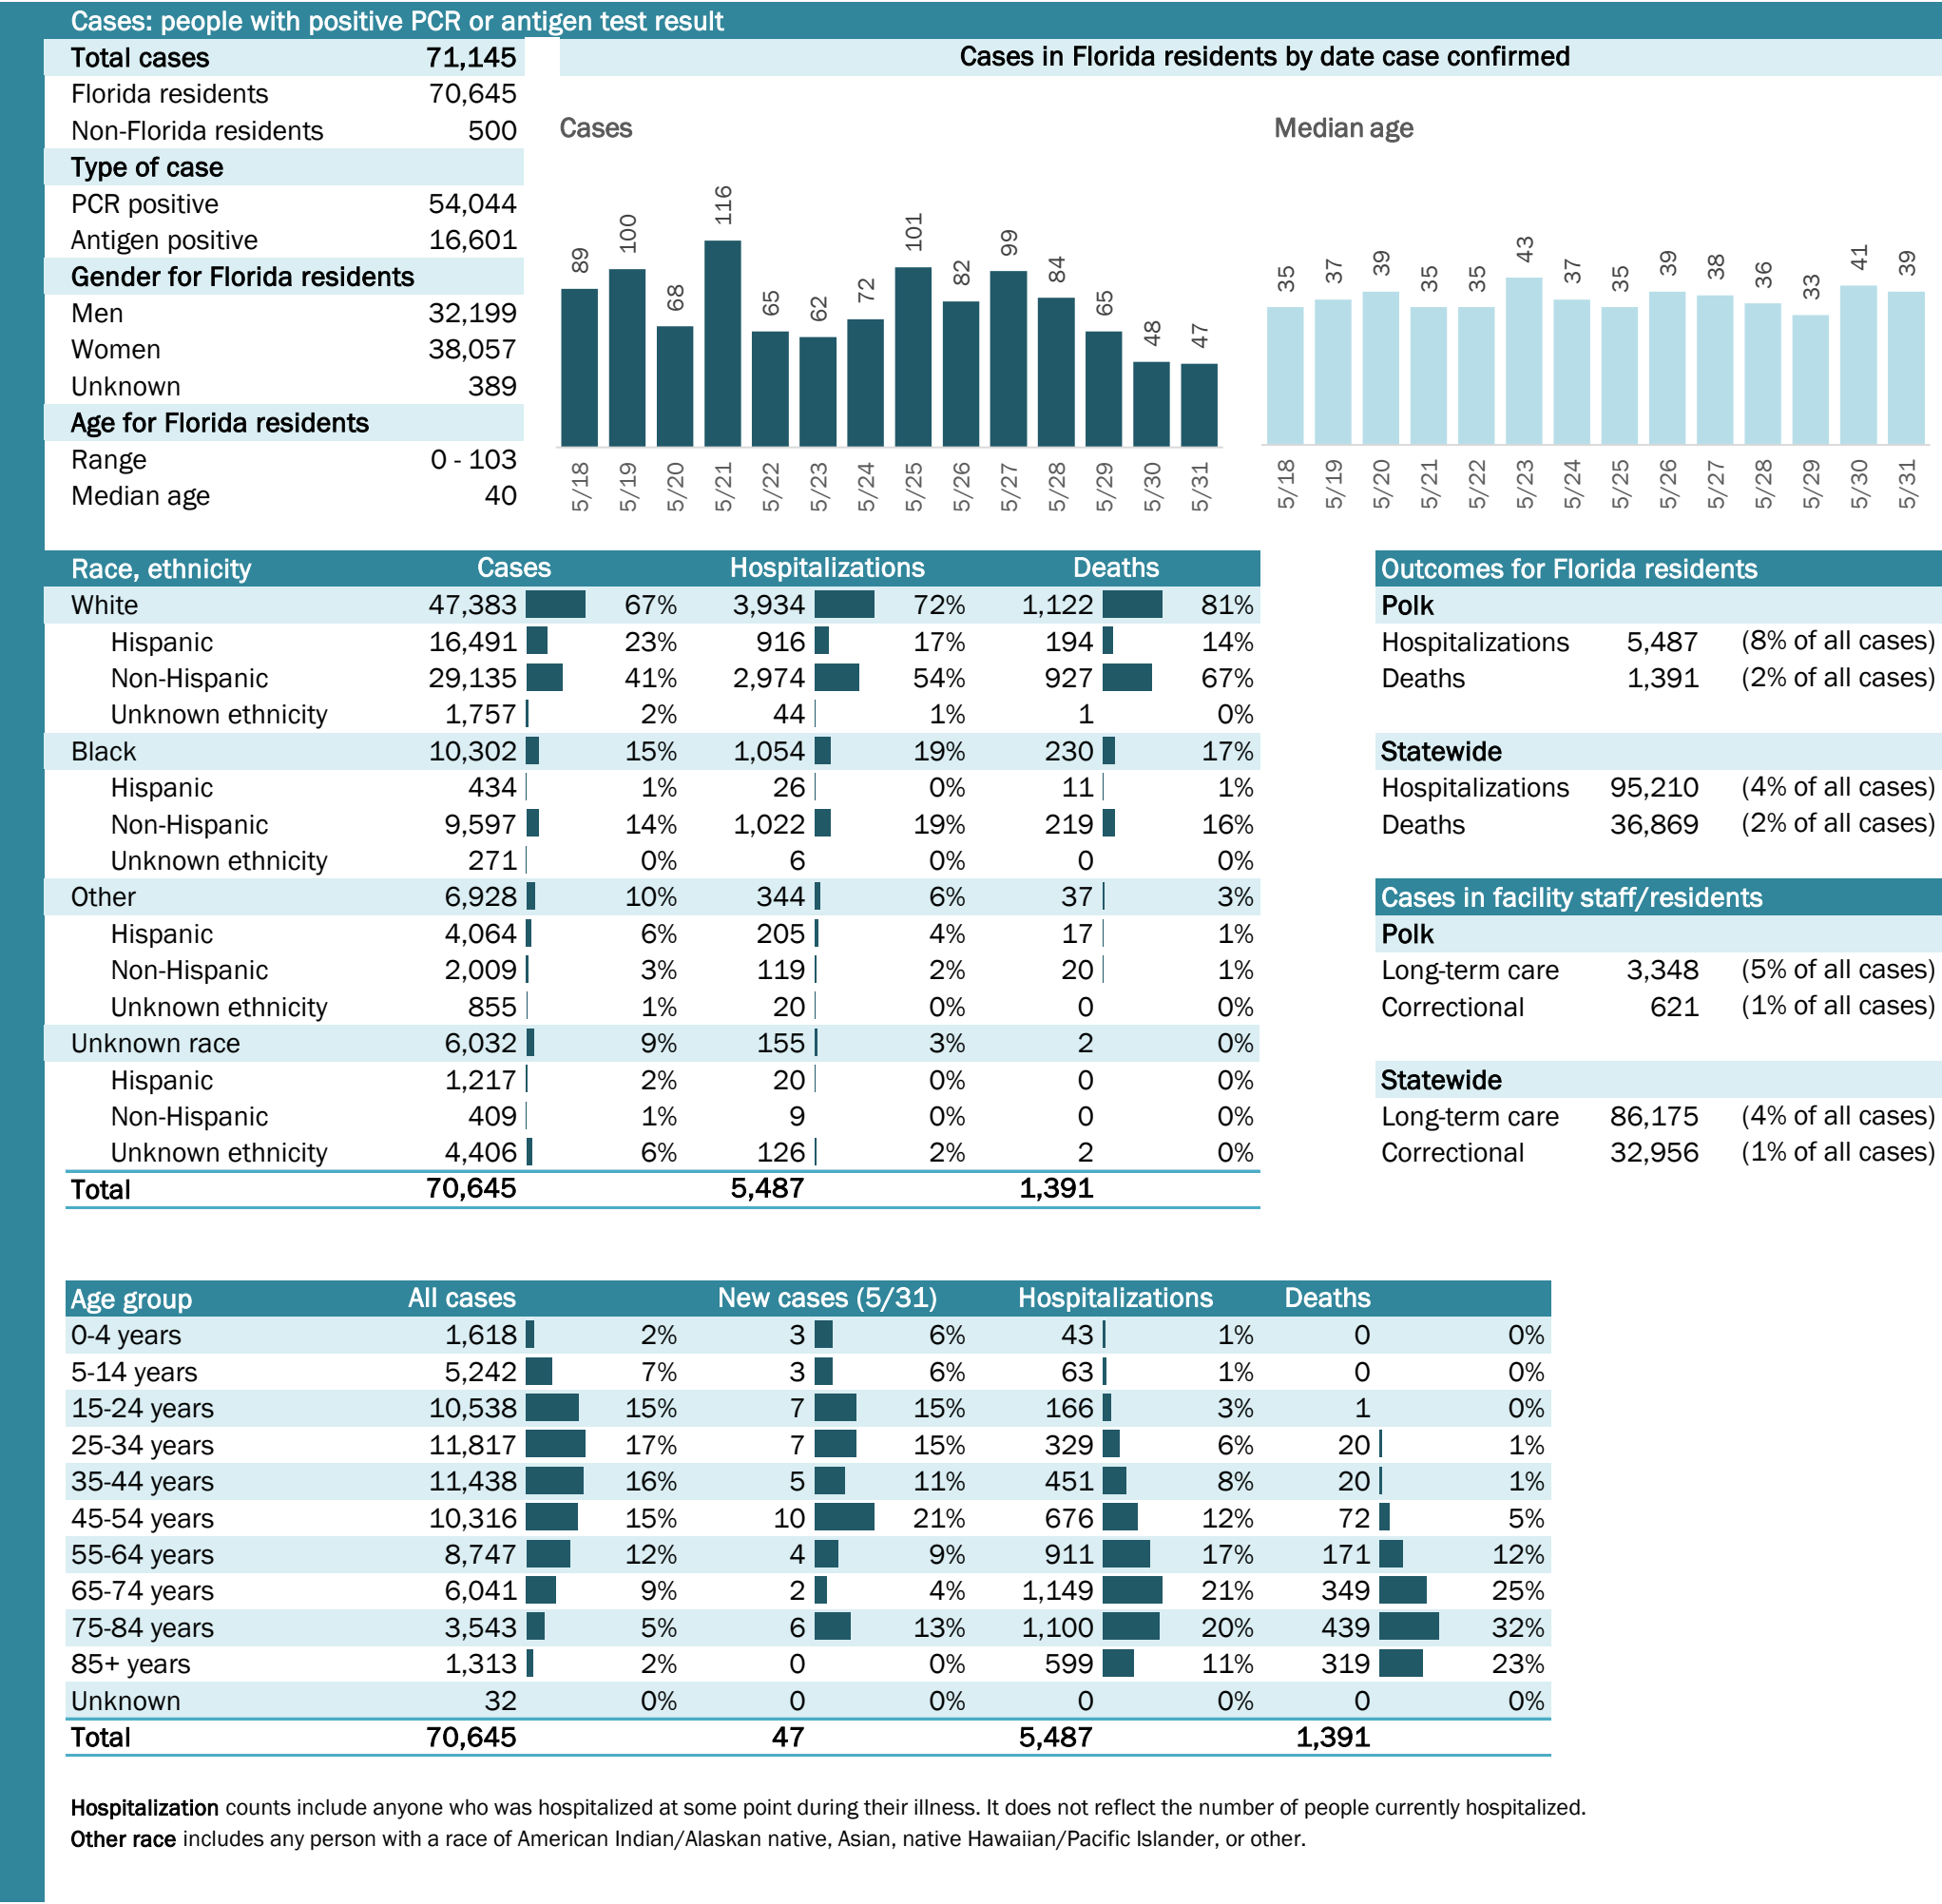 Cases: people with positive PCR or antigen test result
Total cases 71,145
Florida residents 70,645
Non-Florida residents 500
Type of case
PCR positive 54,044
Antigen positive 16,601
Gender for Florida residents
Men 32,199
Women 38,057
Unknown 389
Age for Florida residents
Range 0 - 103
Median age 40
Cases in Florida residents by date case confirmed
Cases
89 100 68 116 65 62 72 101 82 99 84 65 48 47
5/18 5/19 5/20 5/21 5/22 5/23 5/24 5/25 5/26 5/27 5/28 5/29 5/30 5/31
Median age
35 37 39 35 35 43 37 35 39 38 36 33 41 39
5/18 5/19 5/20 5/21 5/22 5/23 5/24 5/25 5/26 5/27 5/28 5/29 5/30 5/31
Race, ethnicity Cases Hospitalizations Deaths
White 47,383 67% 3,934 72% 1,122 81%
Hispanic 16,491 23% 916 17% 194 14%
Non-Hispanic 29,135 41% 2,974 54% 927 67%
Unknown ethnicity 1,757 2% 44 1% 1 0%
Black 10,302 15% 1,054 19% 230 17%
Hispanic 434 1% 26 0% 11 1%
Non-Hispanic 9,597 14% 1,022 19% 219 16%
Unknown ethnicity 271 0% 6 0% 0 0%
Other 6,928 10% 344 6% 37 3%
Hispanic 4,064 6% 205 4% 17 1%
Non-Hispanic 2,009 3% 119 2% 20 1%
Unknown ethnicity 855 1% 20 0% 0 0%
Unknown race 6,032 9% 155 3% 2 0%
Hispanic 1,217 2% 20 0% 0 0%
Non-Hispanic 409 1% 9 0% 0 0%
Unknown ethnicity 4,406 6% 126 2% 2 0%
Total 70,645 5,487 1,391
Outcomes for Florida residents
Polk
Hospitalizations 5,487 (8% of all cases)
Deaths 1,391 (2% of all cases)
Statewide
Hospitalizations 95,210 (4% of all cases)
Deaths 36,869 (2% of all cases)
Cases in facility staff/residents
Polk
Long-term care 3,348 (5% of all cases)
Correctional 621 (1% of all cases)
Statewide
Long-term care 86,175 (4% of all cases)
Correctional 32,956 (1% of all cases)
Age group All cases New cases (5/31) Hospitalizations Deaths
0-4 years 1,618 2% 3 6% 43 1% 0 0%
5-14 years 5,242 7% 3 6% 63 1% 0 0%
15-24 years 10,538 15% 7 15% 166 3% 1 0%
25-34 years 11,817 17% 7 15% 329 6% 20 1%
35-44 years 11,438 16% 5 11% 451 8% 20 1%
45-54 years 10,316 15% 10 21% 676 12% 72 5%
55-64 years 8,747 12% 4 9% 911 17% 171 12%
65-74 years 6,041 9% 2 4% 1,149 21% 349 25%
75-84 years 3,543 5% 6 13% 1,100 20% 439 32%
85+ years 1,313 2% 0 0% 599 11% 319 23%
Unknown 32 0% 0 0% 0 0% 0 0%
Total 70,645 47 5,487 1,391
Hospitalization counts include anyone who was hospitalized at some point during their illness. It does not reflect the number of people currently hospitalized.
Other race includes any person with a race of American Indian/Alaskan native, Asian, native Hawaiian/Pacific Islander, or other.